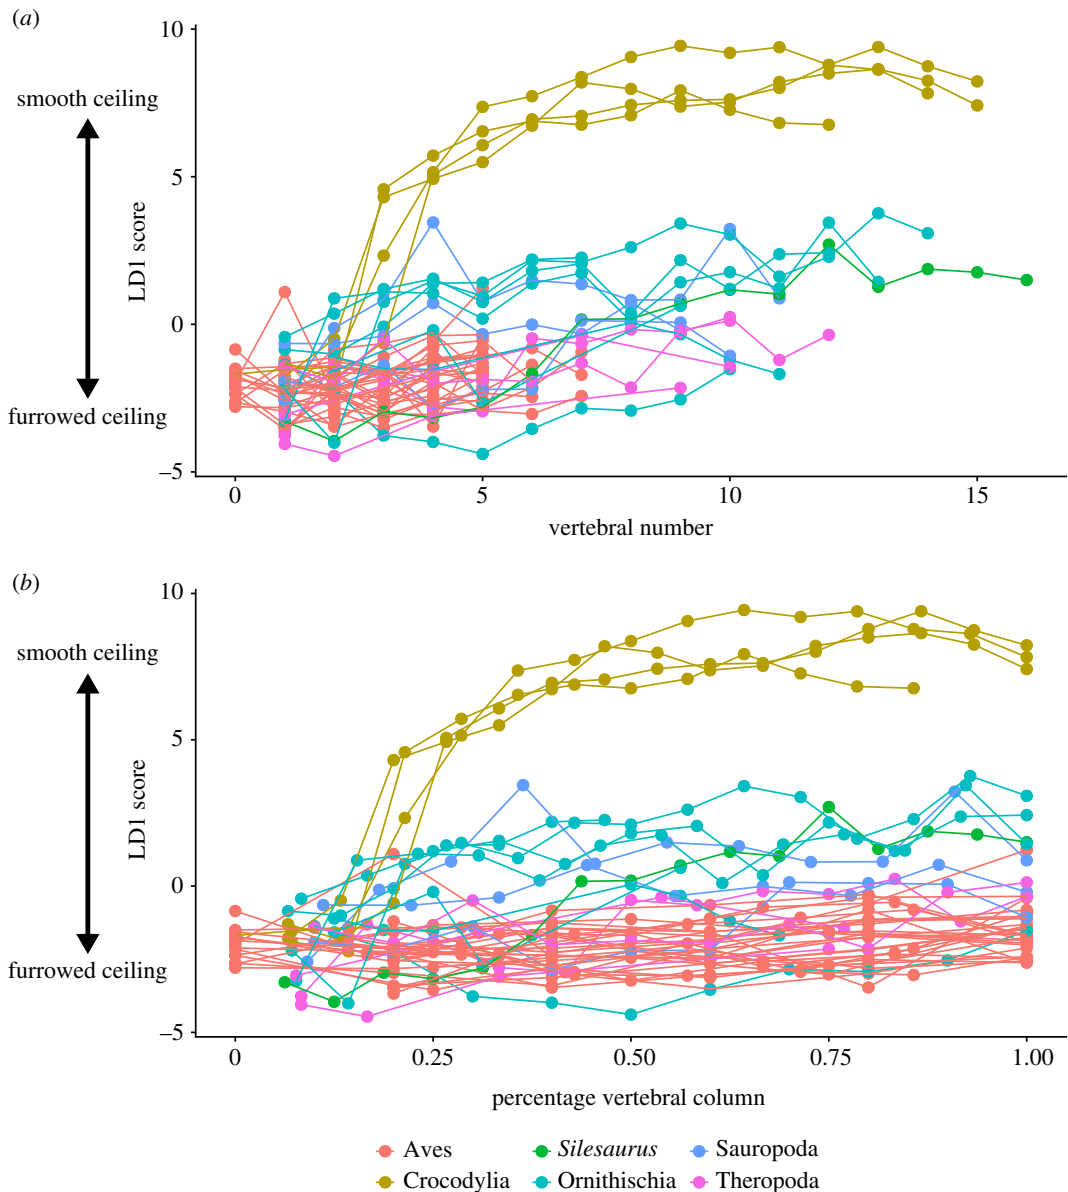 (a)
10
smooth ceiling
5
LD1 score
0
furrowed ceiling
–5
0 5 10 15
vertebral number
(b)
10
smooth ceiling
5
LD1 score
0
furrowed ceiling
–5
0 0.25 0.50 0.75 1.00
percentage vertebral column
Aves Silesaurus Sauropoda
Crocodylia Ornithischia Theropoda